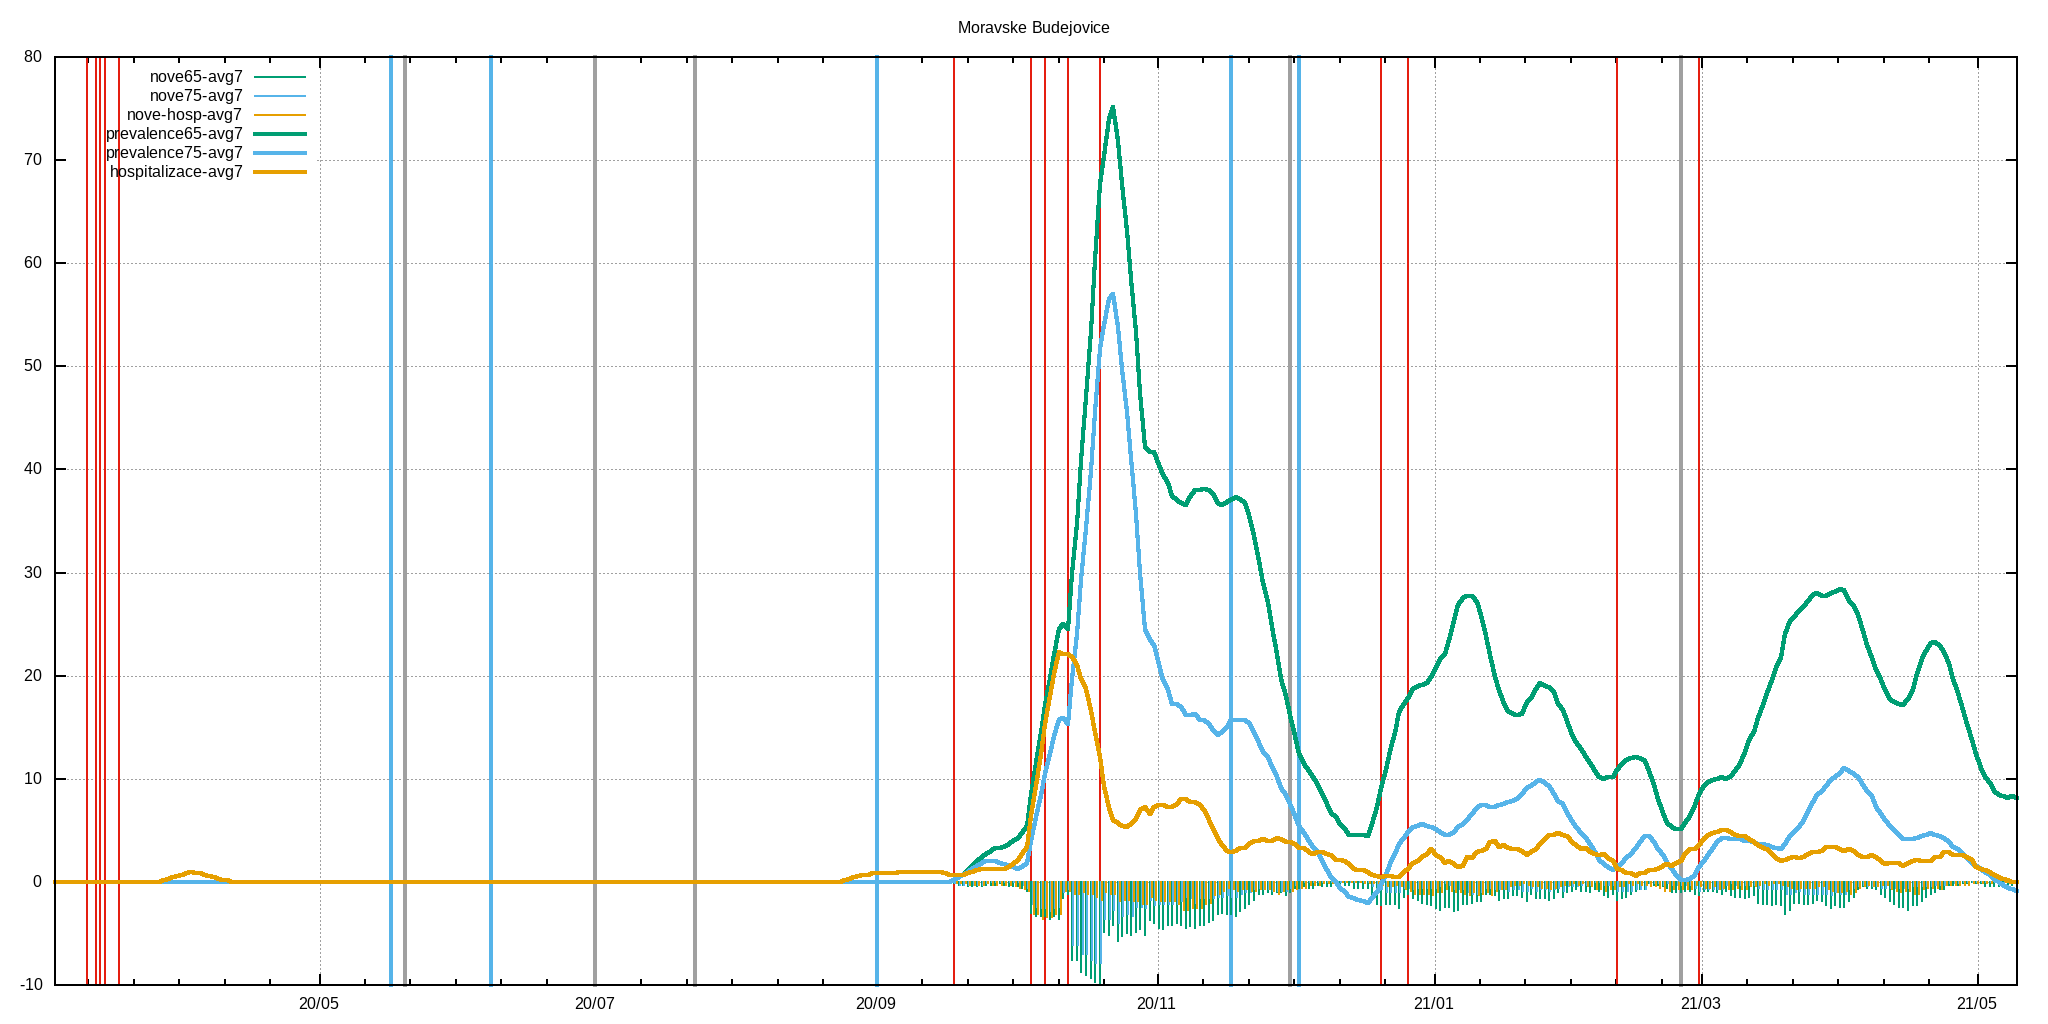 Moravske Budejovice
80
70
60
50
40
30
20
10
0
-10
nove65-avg7
nove75-avg7
nove-hosp-avg7
prevalence65-avg7
prevalence75-avg7
hospitalizace-avg7
20/05
20/07
20/09
20/11
21/01
21/03
21/05